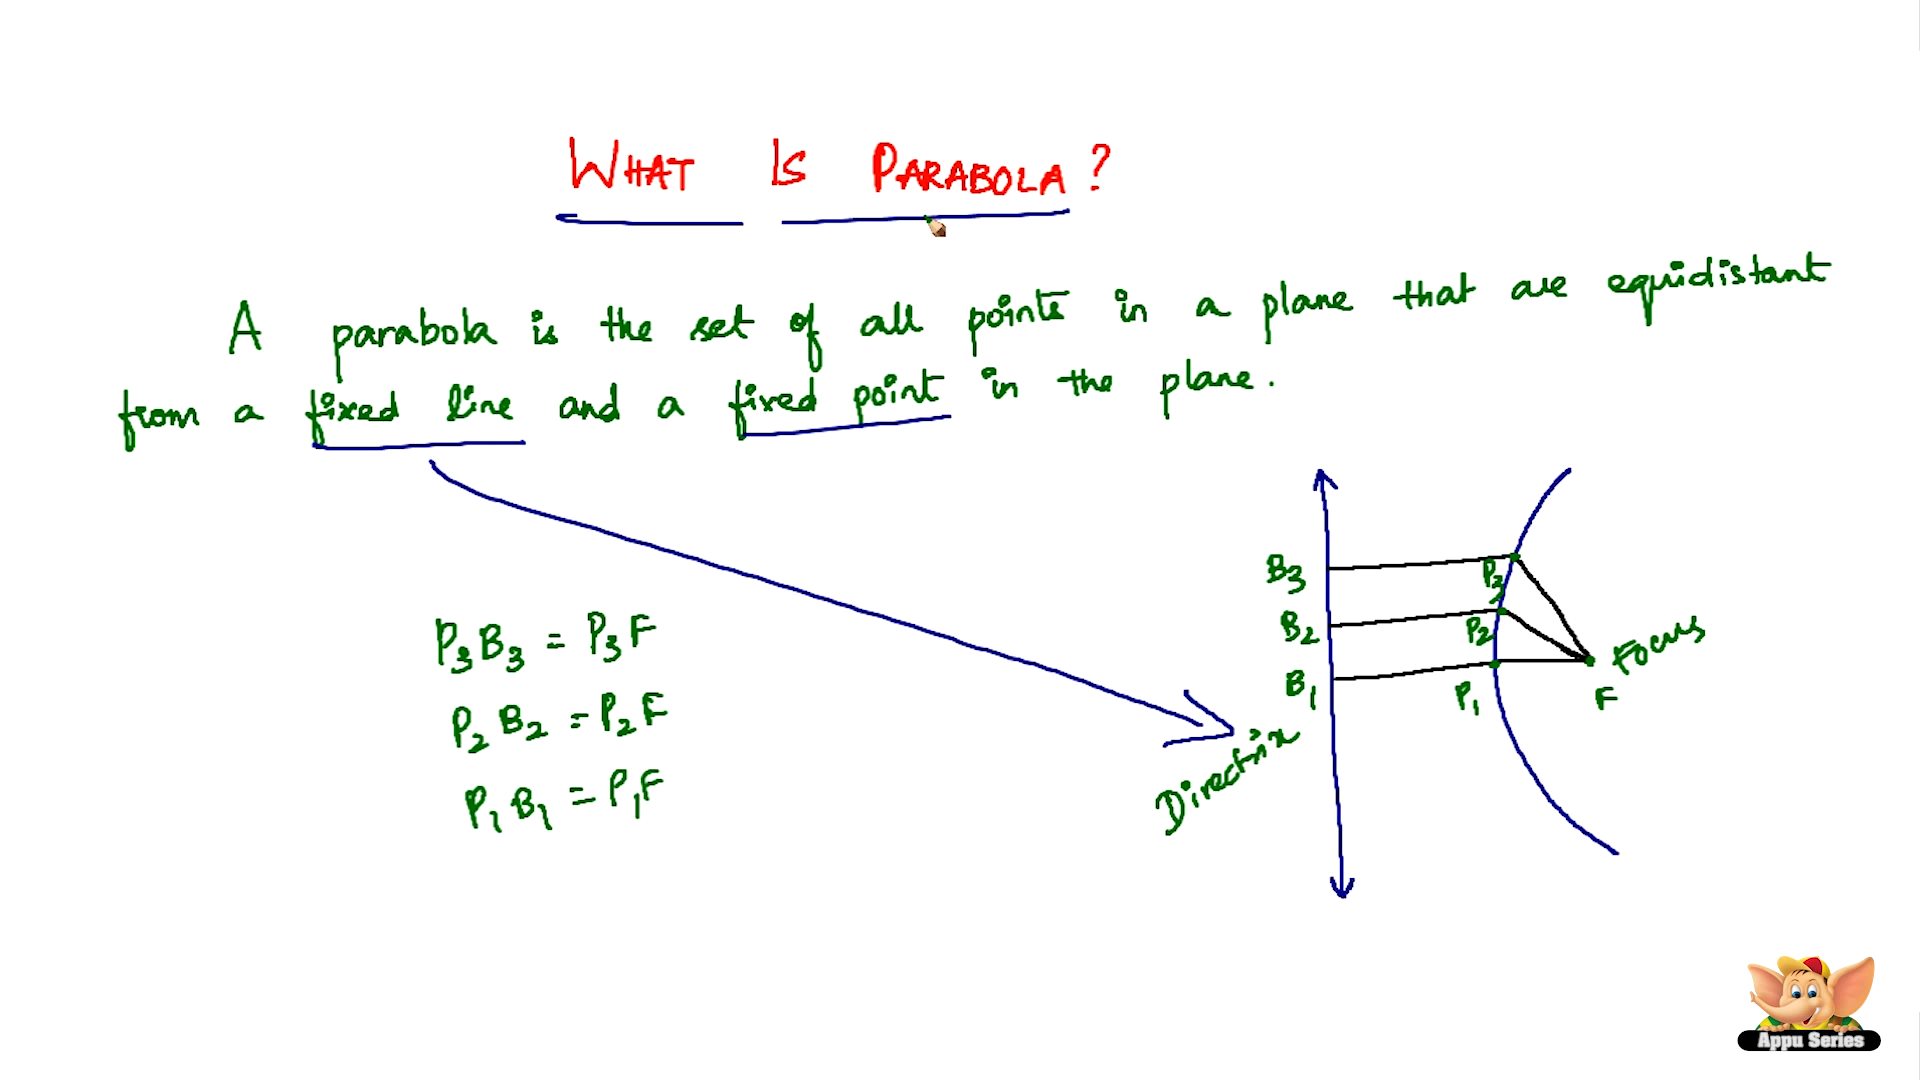 WHAT IS PARABOLA?
A parabola is the set of all points in a plane that are equidistant
from a fixed line and a fixed point in the plane.
P₃B₃ = P₃F
P₂B₂ = P₂F
P₁B₁ = P₁F
B₃ P₃
B₂ P₂
B₁ P₁ F Focus
Directrix
Appu Series